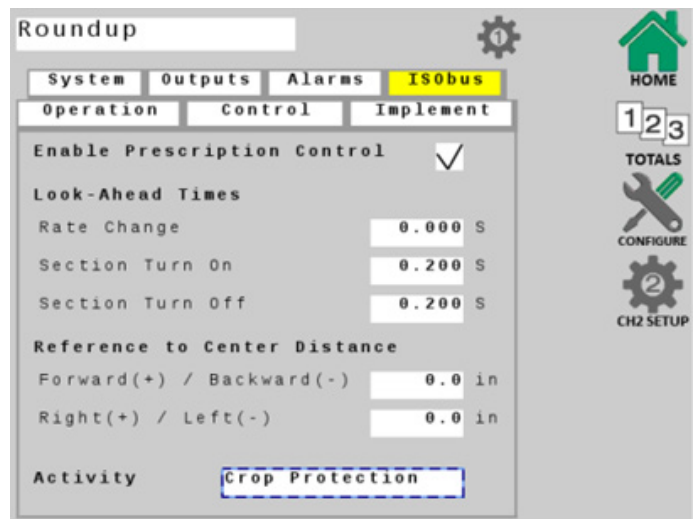 Roundup
1
System Outputs Alarms ISObus
Operation Control Implement
Enable Prescription Control
Look-Ahead Times
Rate Change 0.000 S
Section Turn On 0.200 S
Section Turn Off 0.200 S
Reference to Center Distance
Forward(+) / Backward(-) 0.0 in
Right(+) / Left(-) 0.0 in
Activity Crop Protection
HOME
123
TOTALS
CONFIGURE
2
CH2 SETUP